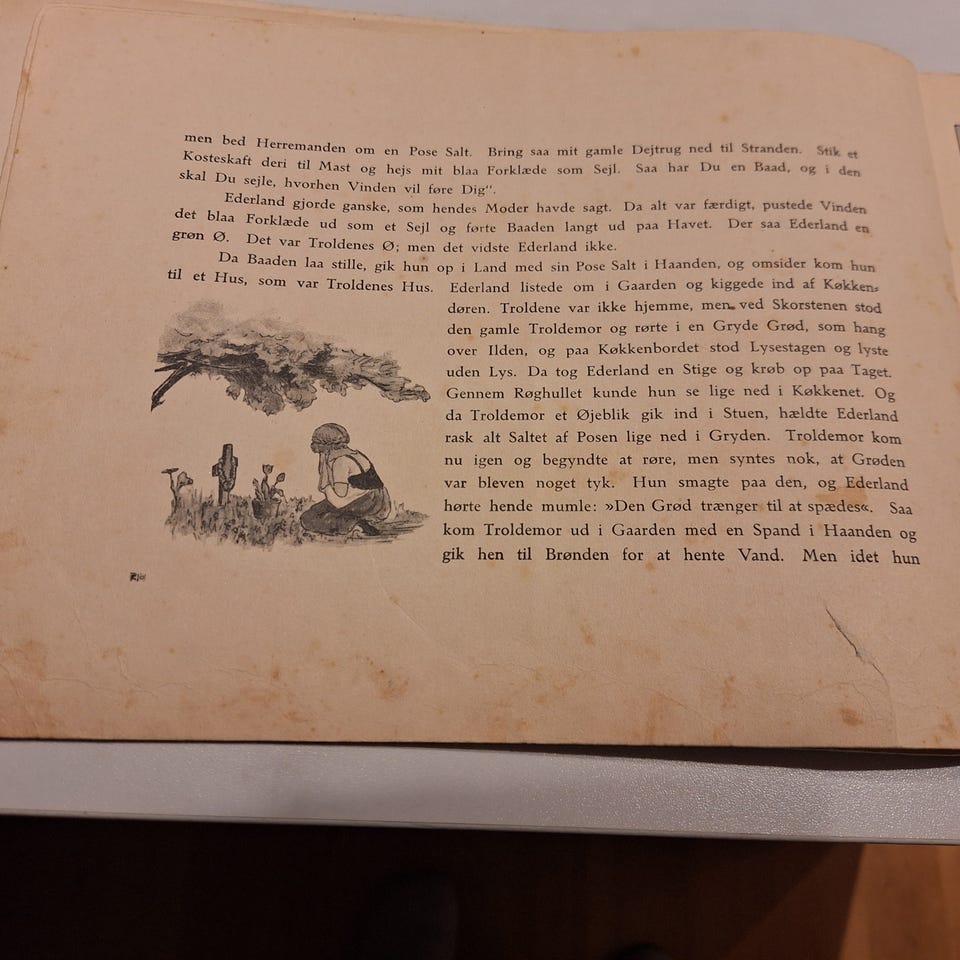 men bed Herremanden om en Pose Salt. Bring saa mit gamle Dejtrug ned til Stranden. Stik et
Kosteskaft deri til Mast og hejs mit blaa Forklæde som Sejl. Saa har Du en Baad, og i den
skal Du sejle, hvorhen Vinden vil føre Dig“.
Ederland gjorde ganske, som hendes Moder havde sagt. Da alt var færdigt, pustede Vinden
det blaa Forklæde ud som et Sejl og førte Baaden langt ud paa Havet. Der saa Ederland en
grøn Ø. Det var Troldenes Ø; men det vidste Ederland ikke.
Da Baaden laa stille, gik hun op i Land med sin Pose Salt i Haanden, og omsider kom hun
til et Hus, som var Troldenes Hus. Ederland listede om i Gaarden og kiggede ind af Køkken-
døren. Troldene var ikke hjemme, men ved Skorstenen stod
den gamle Troldemor og rørte i en Gryde Grød, som hang
over Ilden, og paa Køkkenbordet stod Lysestagen og lyste
uden Lys. Da tog Ederland en Stige og krøb op paa Taget.
Gennem Røghullet kunde hun se lige ned i Køkkenet. Og
da Troldemor et Øjeblik gik ind i Stuen, hældte Ederland
rask alt Saltet af Posen lige ned i Gryden. Troldemor kom
nu igen og begyndte at røre, men syntes nok, at Grøden
var bleven noget tyk. Hun smagte paa den, og Ederland
hørte hende mumle: »Den Grød trænger til at spædes«. Saa
kom Troldemor ud i Gaarden med en Spand i Haanden og
gik hen til Brønden for at hente Vand. Men idet hun